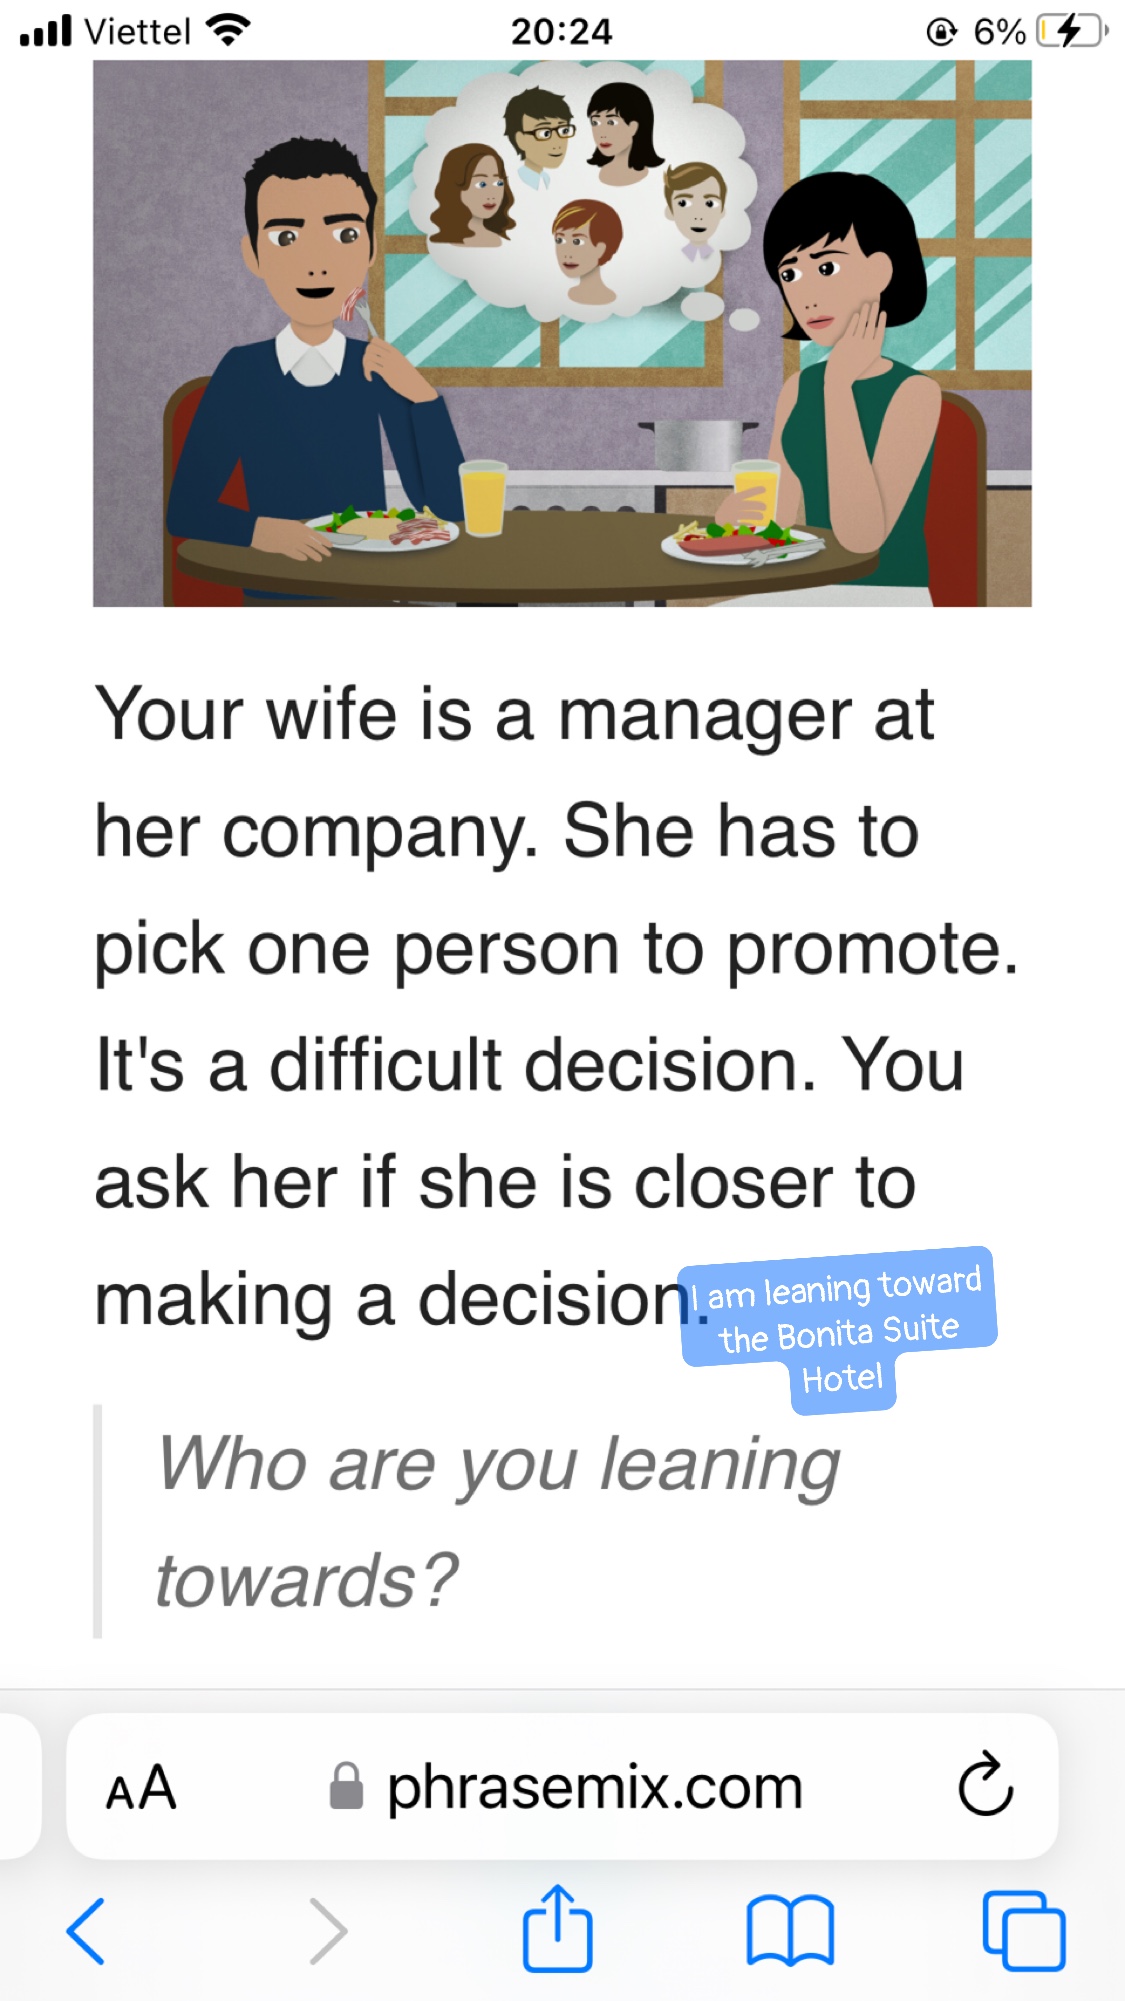 Viettel 20:24 6%
Your wife is a manager at
her company. She has to
pick one person to promote.
It's a difficult decision. You
ask her if she is closer to
making a decision.
I am leaning toward
the Bonita Suite
Hotel
Who are you leaning
towards?
AA phrasemix.com